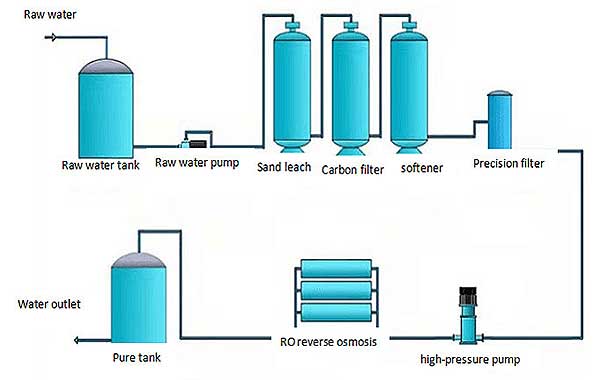 Raw water
Raw water tank
Raw water pump
Sand leach
Carbon filter
softener
Precision filter
Water outlet
Pure tank
RO reverse osmosis
high-pressure pump